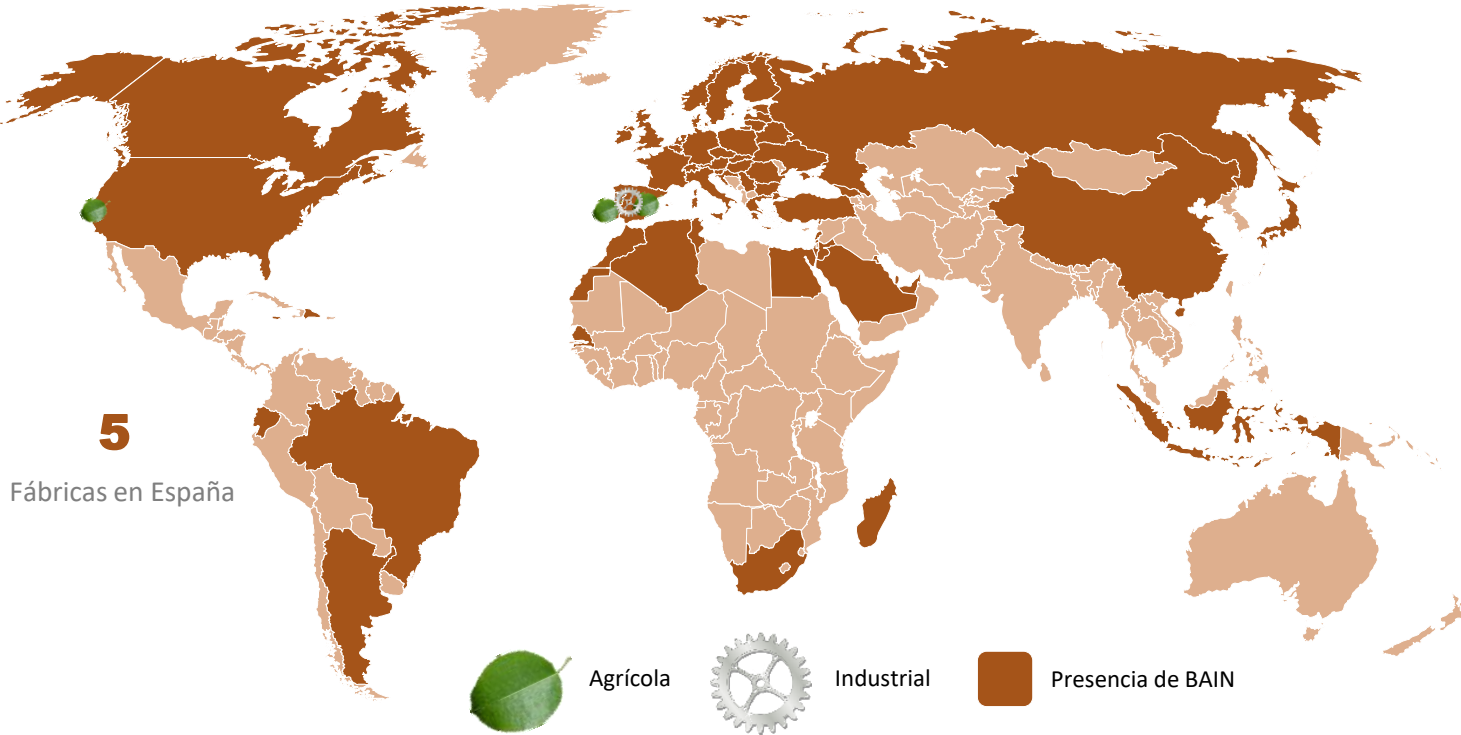 5
Fábricas en España
Agrícola
Industrial
Presencia de BAIN